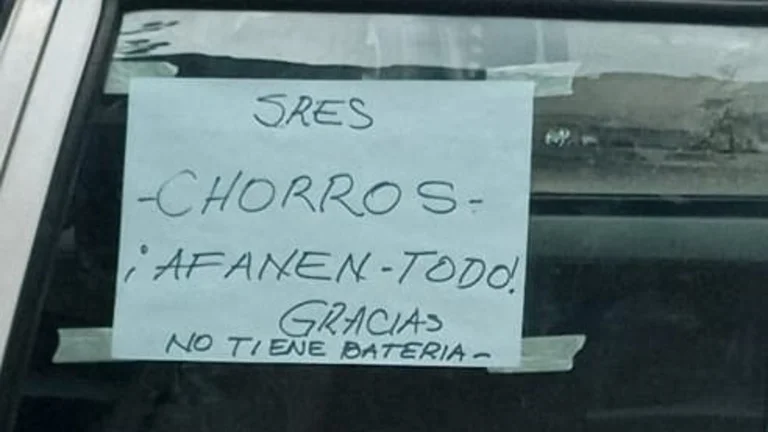 SRES
-CHORROS-
¡AFANEN-TODO!
GRACIAS
NO TIENE BATERIA-